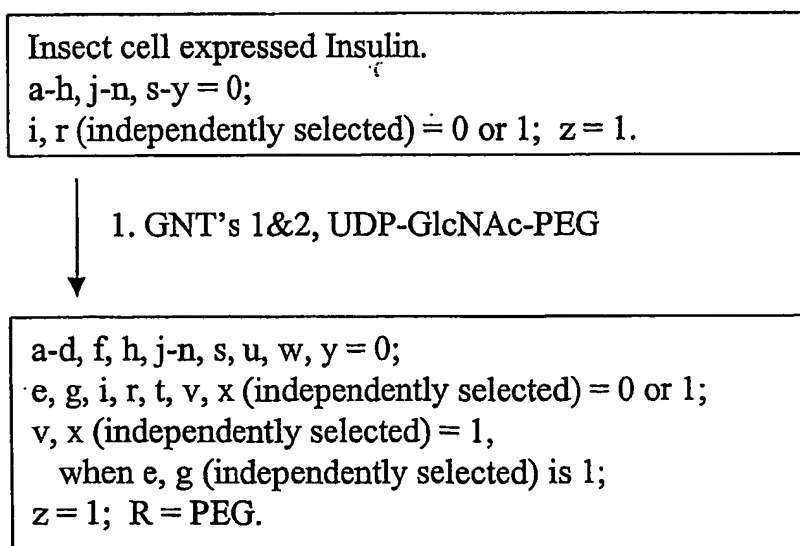 Insect cell expressed Insulin.
a-h, j-n, s-y = 0;
i, r (independently selected) = 0 or 1; z = 1.
1. GNT's 1&2, UDP-GlcNAc-PEG
a-d, f, h, j-n, s, u, w, y = 0;
e, g, i, r, t, v, x (independently selected) = 0 or 1;
v, x (independently selected) = 1,
when e, g (independently selected) is 1;
z = 1; R = PEG.